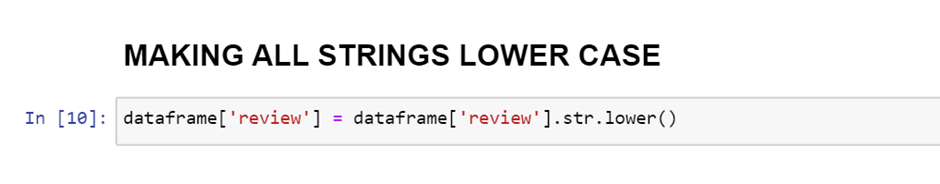 MAKING ALL STRINGS LOWER CASE
In [10]: dataframe['review'] = dataframe['review'].str.lower()